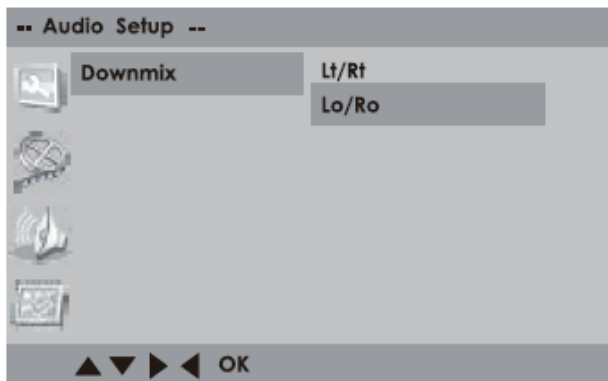 -- Audio Setup --
Downmix
Lt/Rt
Lo/Ro
▲ ▼ ▶ ◀ OK